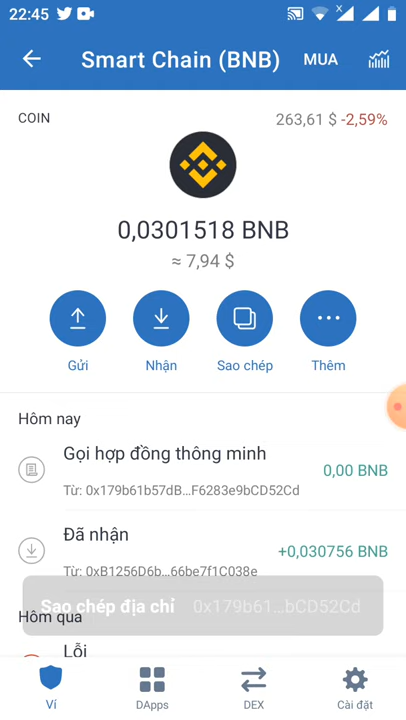 22:45
Smart Chain (BNB)
MUA
COIN
263,61 $ -2,59%
0,0301518 BNB
≈ 7,94 $
Gửi
Nhận
Sao chép
Thêm
Hôm nay
Gọi hợp đồng thông minh
0,00 BNB
Từ: 0x179b61b57dB...F6283e9bCD52Cd
Đã nhận
+0,030756 BNB
Từ: 0xB1256D6b...66be7f1C038e
Sao chép địa chỉ 0x179b61...bCD52Cd
Hôm qua
Lỗi
Ví
DApps
DEX
Cài đặt